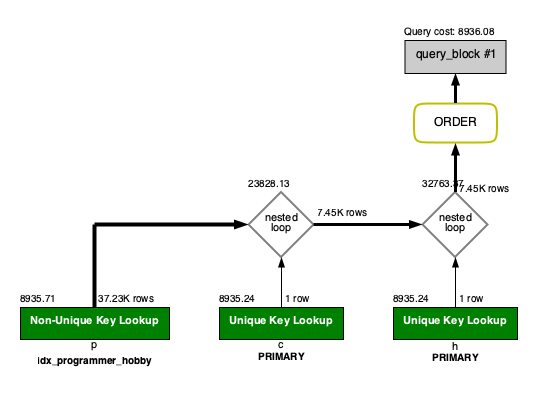 Query cost: 8936.08
query_block #1
ORDER
23828.13
32763.37
7.45K rows
nested
loop
7.45K rows
nested
loop
8935.71
37.23K rows
8935.24
1 row
8935.24
1 row
Non-Unique Key Lookup
Unique Key Lookup
Unique Key Lookup
p
c
h
idx_programmer_hobby
PRIMARY
PRIMARY